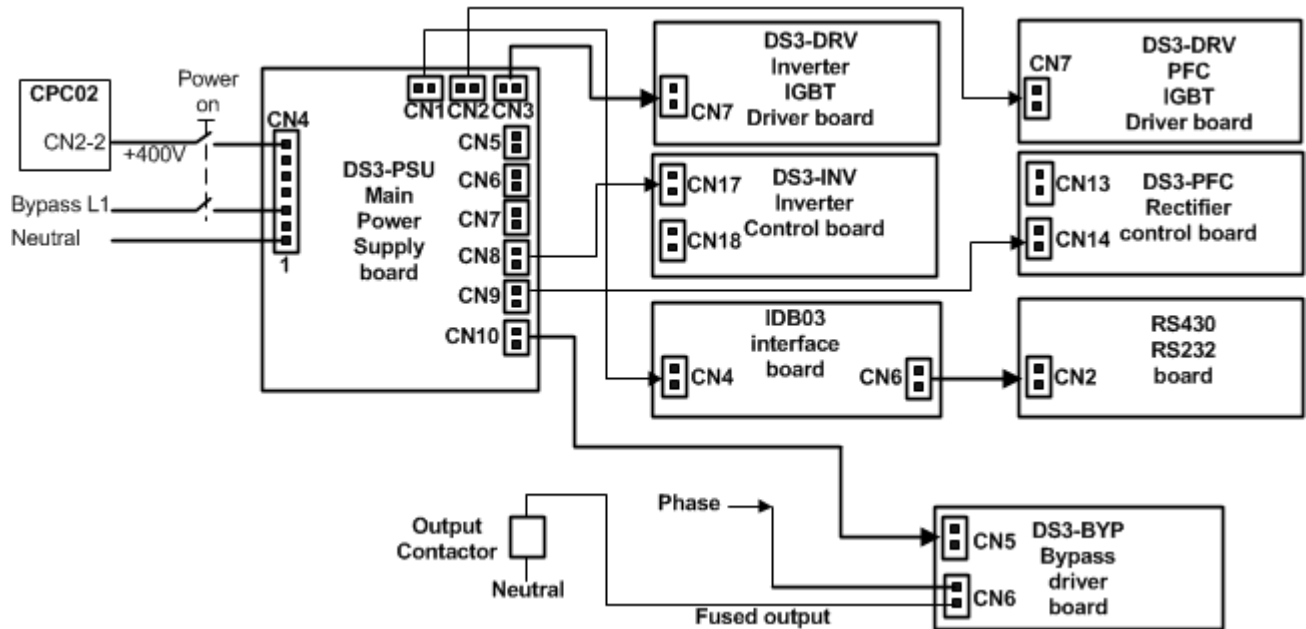 CPC02
CN2-2
Power
on
+400V
Bypass L1
Neutral
CN4
1
DS3-PSU
Main
Power
Supply
board
CN1
CN2
CN3
CN5
CN6
CN7
CN8
CN9
CN10
DS3-DRV
Inverter
IGBT
Driver board
CN7
DS3-DRV
PFC
IGBT
Driver board
CN7
DS3-INV
Inverter
Control board
CN17
CN18
DS3-PFC
Rectifier
control board
CN13
CN14
IDB03
interface
board
CN4
CN6
RS430
RS232
board
CN2
Output
Contactor
Neutral
Phase
Fused output
DS3-BYP
Bypass
driver
board
CN5
CN6